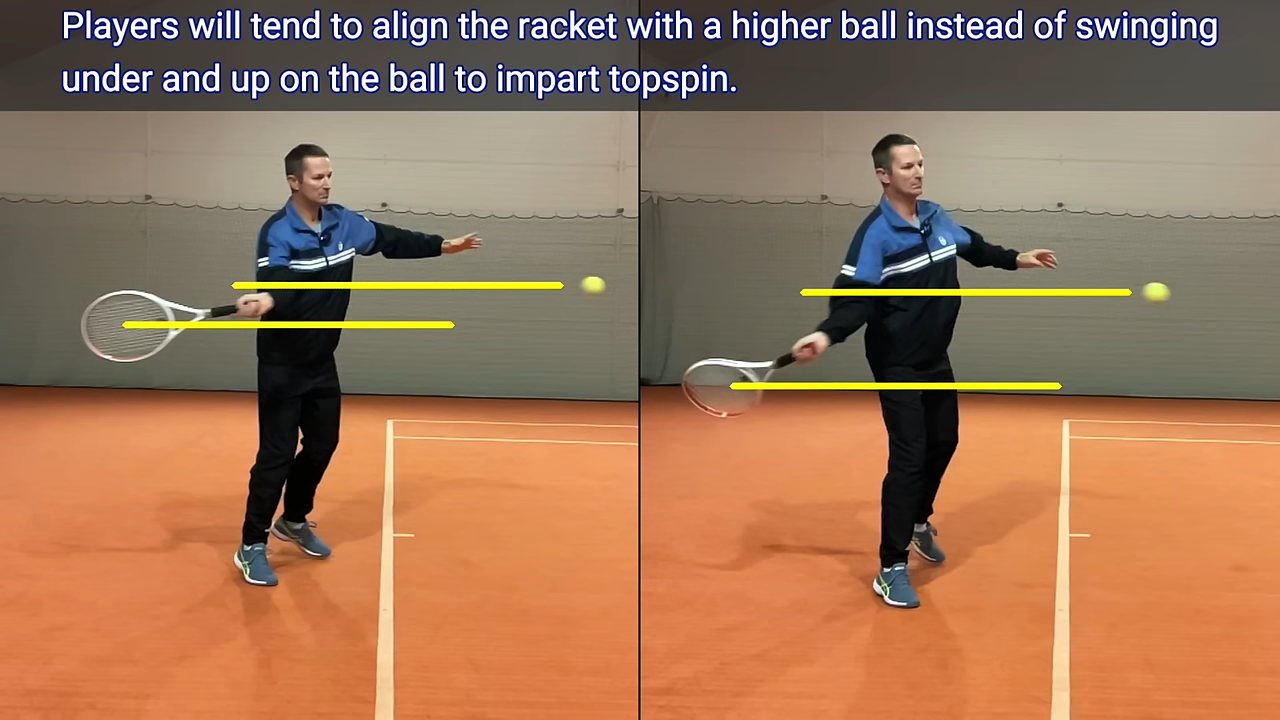 Players will tend to align the racket with a higher ball instead of swinging
under and up on the ball to impart topspin.